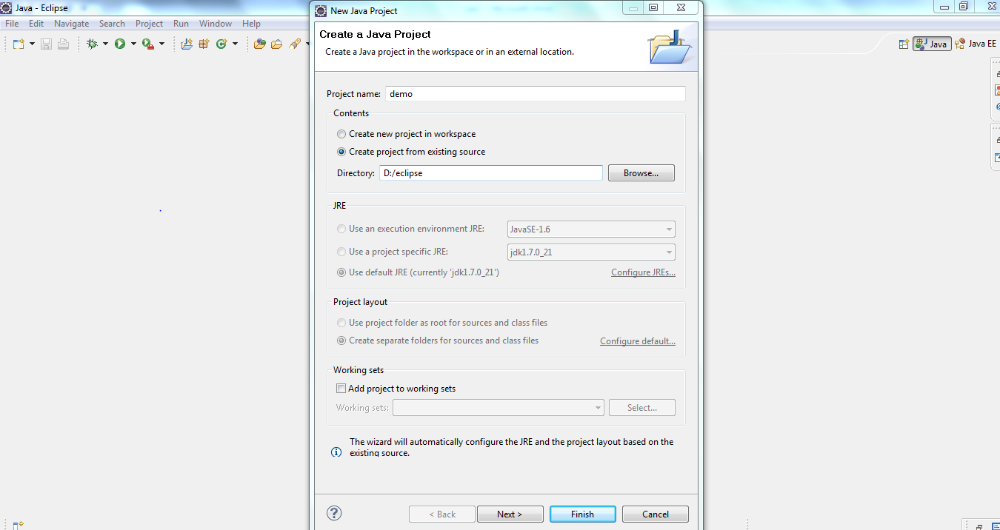 Java - Eclipse
File Edit Navigate Search Project Run Window Help
Java Java EE
New Java Project
Create a Java Project
Create a Java project in the workspace or in an external location.
Project name: demo
Contents
Create new project in workspace
Create project from existing source
Directory: D:/eclipse Browse...
JRE
Use an execution environment JRE: JavaSE-1.6
Use a project specific JRE: jdk1.7.0_21
Use default JRE (currently 'jdk1.7.0_21') Configure JREs...
Project layout
Use project folder as root for sources and class files
Create separate folders for sources and class files Configure default...
Working sets
Add project to working sets
Working sets: Select...
The wizard will automatically configure the JRE and the project layout based on the
existing source.
< Back Next > Finish Cancel